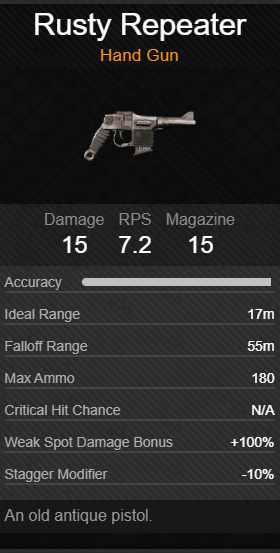 Rusty Repeater
Hand Gun
Damage RPS Magazine
15 7.2 15
Accuracy
Ideal Range 17m
Falloff Range 55m
Max Ammo 180
Critical Hit Chance N/A
Weak Spot Damage Bonus +100%
Stagger Modifier -10%
An old antique pistol.